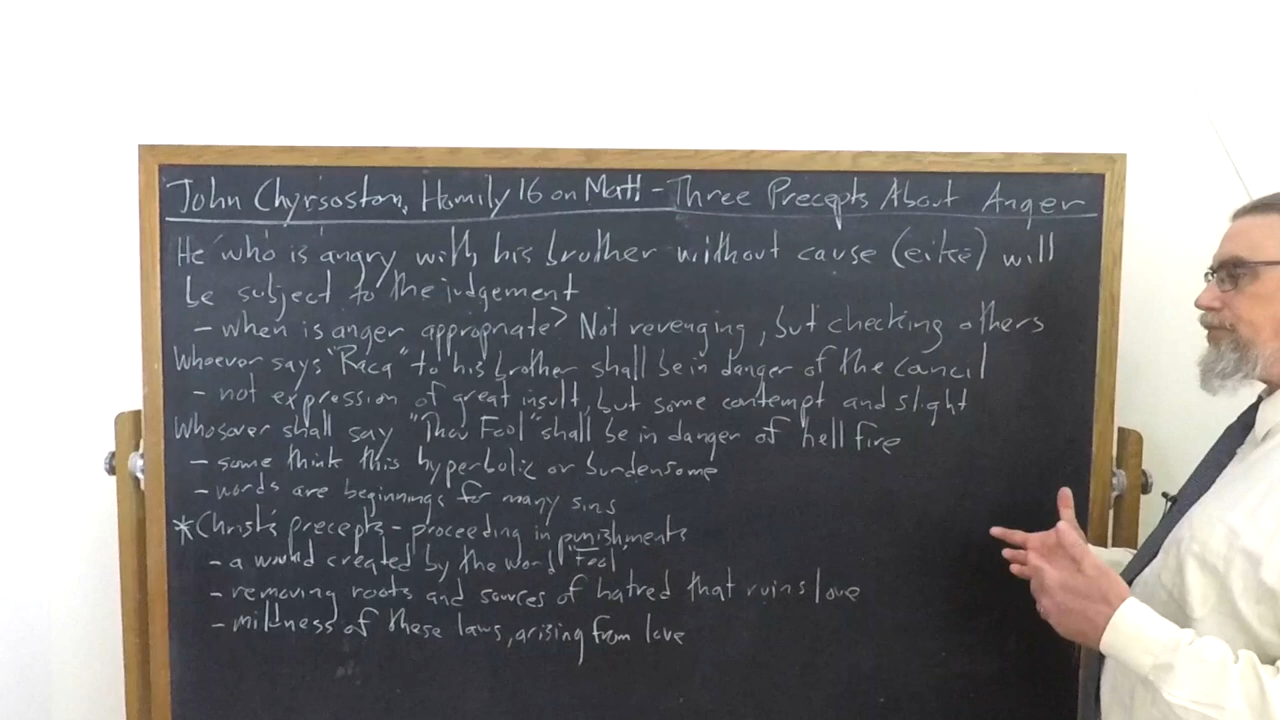 John Chyrsostom, Homily 16 on Matt - Three Precepts About Anger
He who is angry with his brother without cause (eikē) will
be subject to the judgement
- when is anger appropriate? Not revenging, but checking others
Whoever says "Raca" to his brother shall be in danger of the council
- not expression of great insult, but some contempt and slight
Whosover shall say "Thou Fool" shall be in danger of hell fire
- some think this hyperbolic or burdensome
- words are beginnings for many sins
*Christ's precepts - proceeding in punishments
- a wound created by the word "Fool"
- removing roots and sources of hatred that ruins love
- mildness of these laws, arising from love